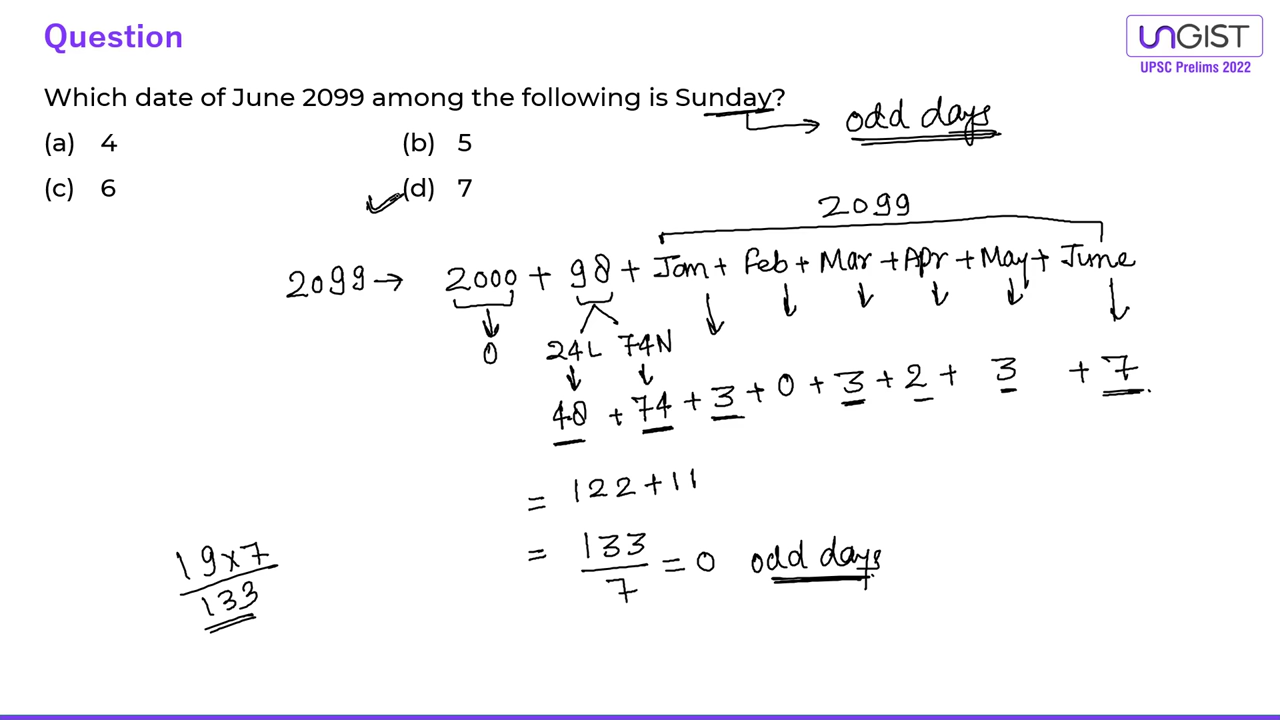 Question
UNGIST
UPSC Prelims 2022
Which date of June 2099 among the following is Sunday?
odd days
(a) 4
(b) 5
(c) 6
(d) 7
2099
2099 → 2000 + 98 + Jan + Feb + Mar + Apr + May + June
0 24L 74N
48 + 74 + 3 + 0 + 3 + 2 + 3 + 7
= 122 + 11
= 133/7 = 0 odd days
19 x 7
133